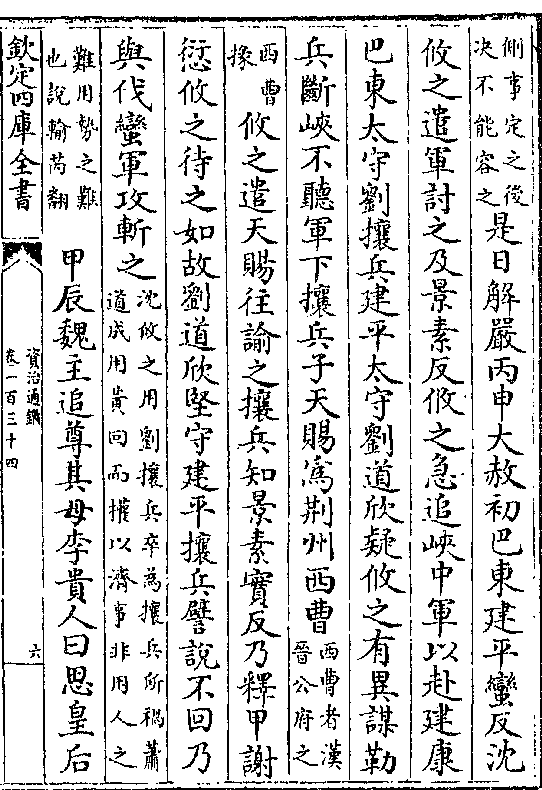 側事定之後
決不能容之
是日解嚴丙申大赦初巴東建平蠻反沈
攸之遣軍討之及景素反攸之急追峽中軍以赴建康
巴東太守劉攘兵建平太守劉道欣疑攸之有異謀勒
兵斷峽不聽軍下攘兵子天賜為荆州西曹
西曹者漢
晉公府之
西曹
掾
攸之遣天賜往諭之攘兵知景素實反乃釋甲謝
愆攸之待之如故劉道欣堅守建平攘兵譬說不回乃
與伐蠻軍攻斬之
沈攸之用劉攘兵卒為攘兵所禍蕭
道成用黄回而權以濟事非用人之
難用勢之難
也說輸芮翻
甲辰魏主追尊其母李貴人曰思皇后
欽定四庫全書
資治通鑑
卷一百三十四
六